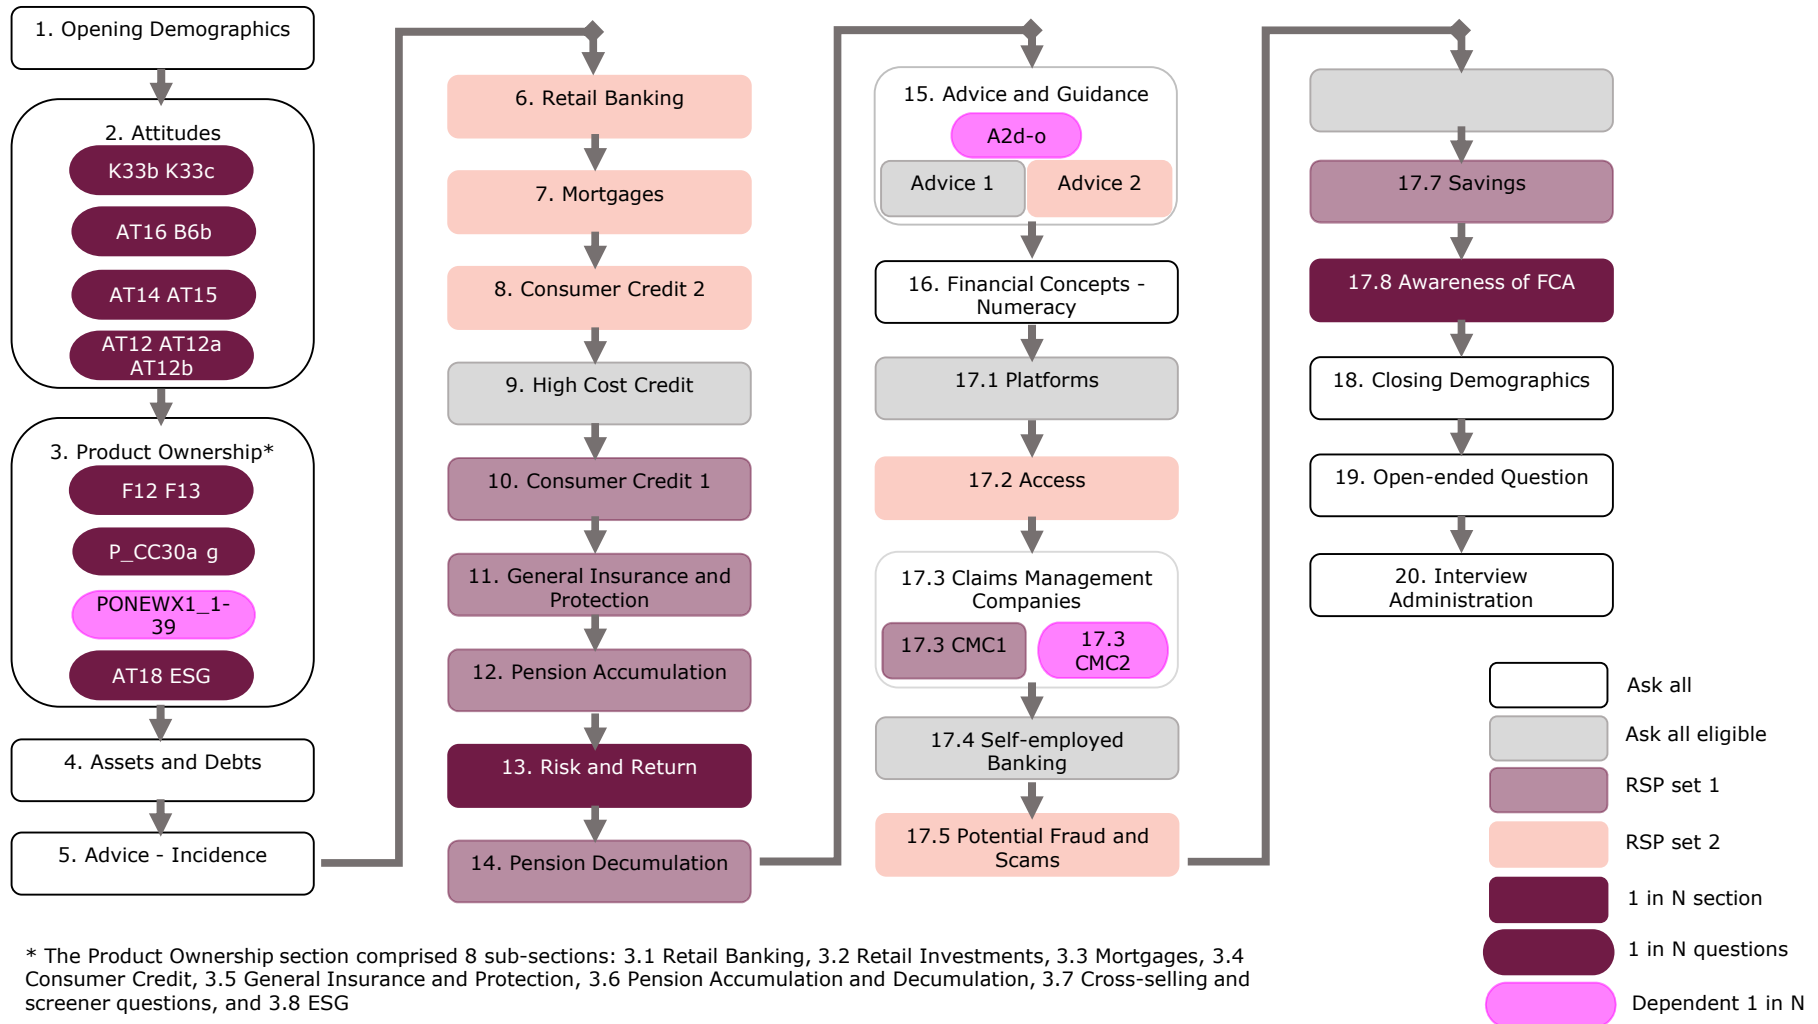 1. Opening Demographics
2. Attitudes
K33b K33c
AT16 B6b
AT14 AT15
AT12 AT12a
AT12b
3. Product Ownership*
F12 F13
P_CC30a g
PONEWX1_1-
39
AT18 ESG
4. Assets and Debts
5. Advice - Incidence
6. Retail Banking
7. Mortgages
8. Consumer Credit 2
9. High Cost Credit
10. Consumer Credit 1
11. General Insurance and
Protection
12. Pension Accumulation
13. Risk and Return
14. Pension Decumulation
15. Advice and Guidance
A2d-o
Advice 1
Advice 2
16. Financial Concepts -
Numeracy
17.1 Platforms
17.2 Access
17.3 Claims Management
Companies
17.3 CMC1
17.3
CMC2
17.4 Self-employed
Banking
17.5 Potential Fraud and
Scams
17.7 Savings
17.8 Awareness of FCA
18. Closing Demographics
19. Open-ended Question
20. Interview
Administration
Ask all
Ask all eligible
RSP set 1
RSP set 2
1 in N section
1 in N questions
Dependent 1 in N
* The Product Ownership section comprised 8 sub-sections: 3.1 Retail Banking, 3.2 Retail Investments, 3.3 Mortgages, 3.4
Consumer Credit, 3.5 General Insurance and Protection, 3.6 Pension Accumulation and Decumulation, 3.7 Cross-selling and
screener questions, and 3.8 ESG